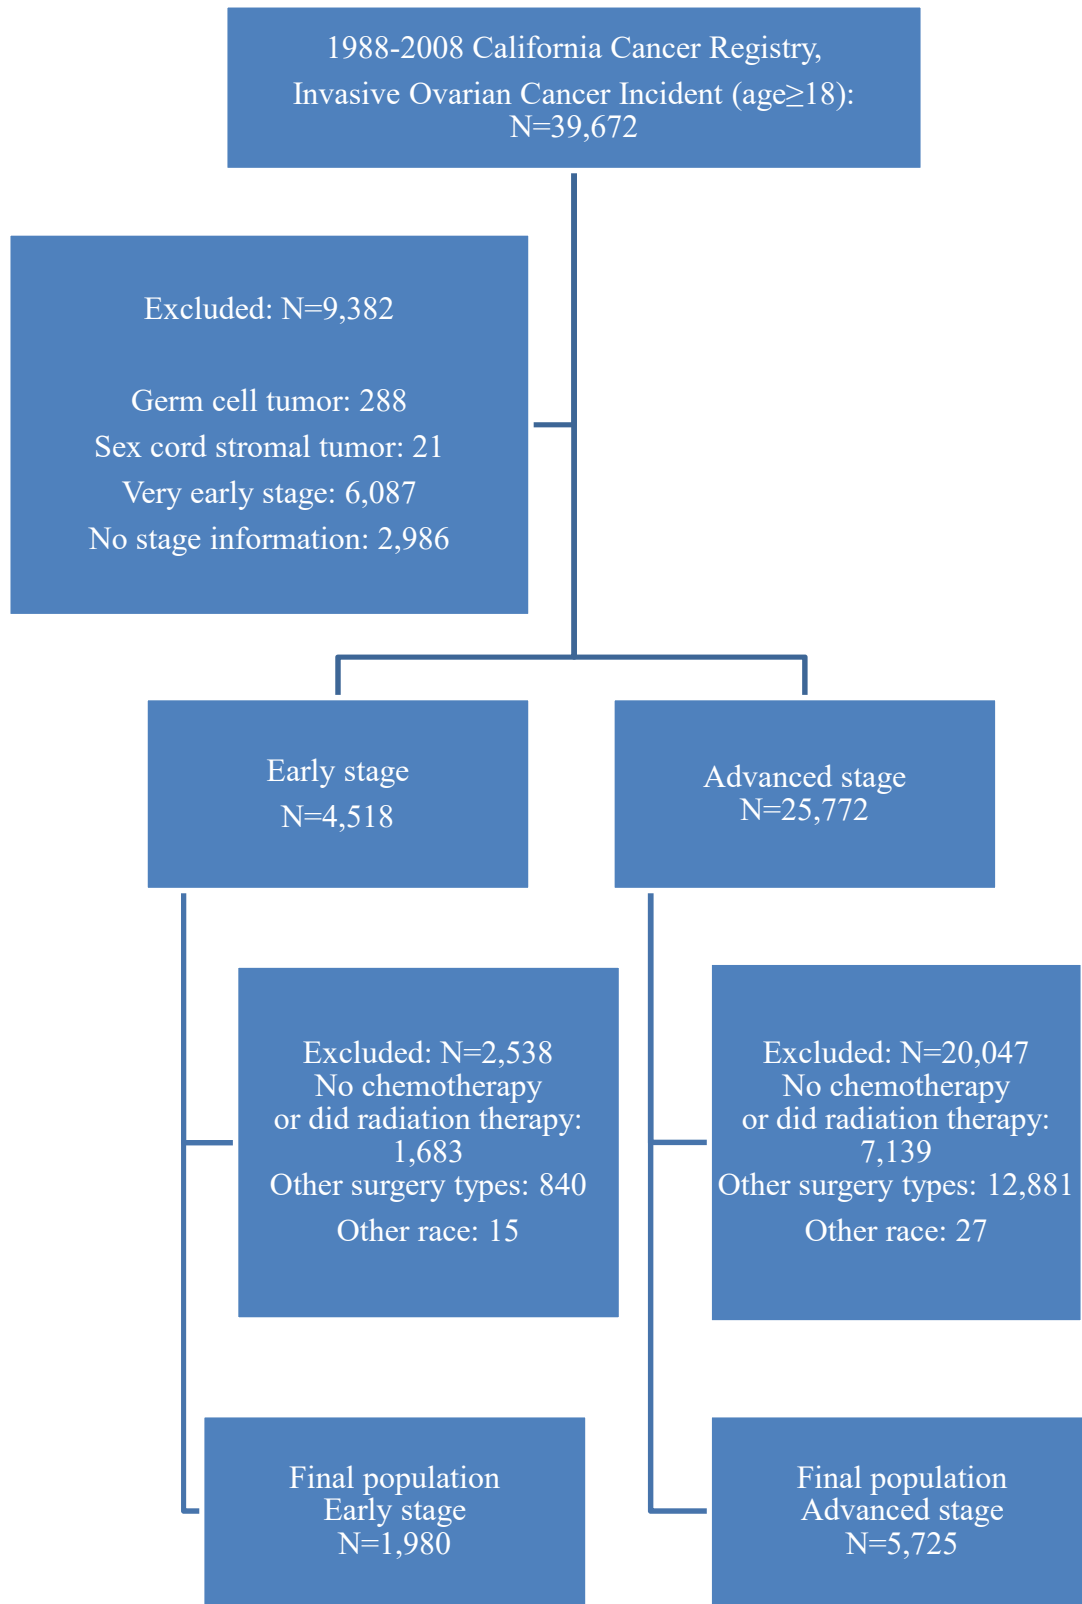 1988-2008 California Cancer Registry,
Invasive Ovarian Cancer Incident (age≥18):
N=39,672
Excluded: N=9,382
Germ cell tumor: 288
Sex cord stromal tumor: 21
Very early stage: 6,087
No stage information: 2,986
Early stage
N=4,518
Advanced stage
N=25,772
Excluded: N=2,538
No chemotherapy
or did radiation therapy:
1,683
Other surgery types: 840
Other race: 15
Excluded: N=20,047
No chemotherapy
or did radiation therapy:
7,139
Other surgery types: 12,881
Other race: 27
Final population
Early stage
N=1,980
Final population
Advanced stage
N=5,725